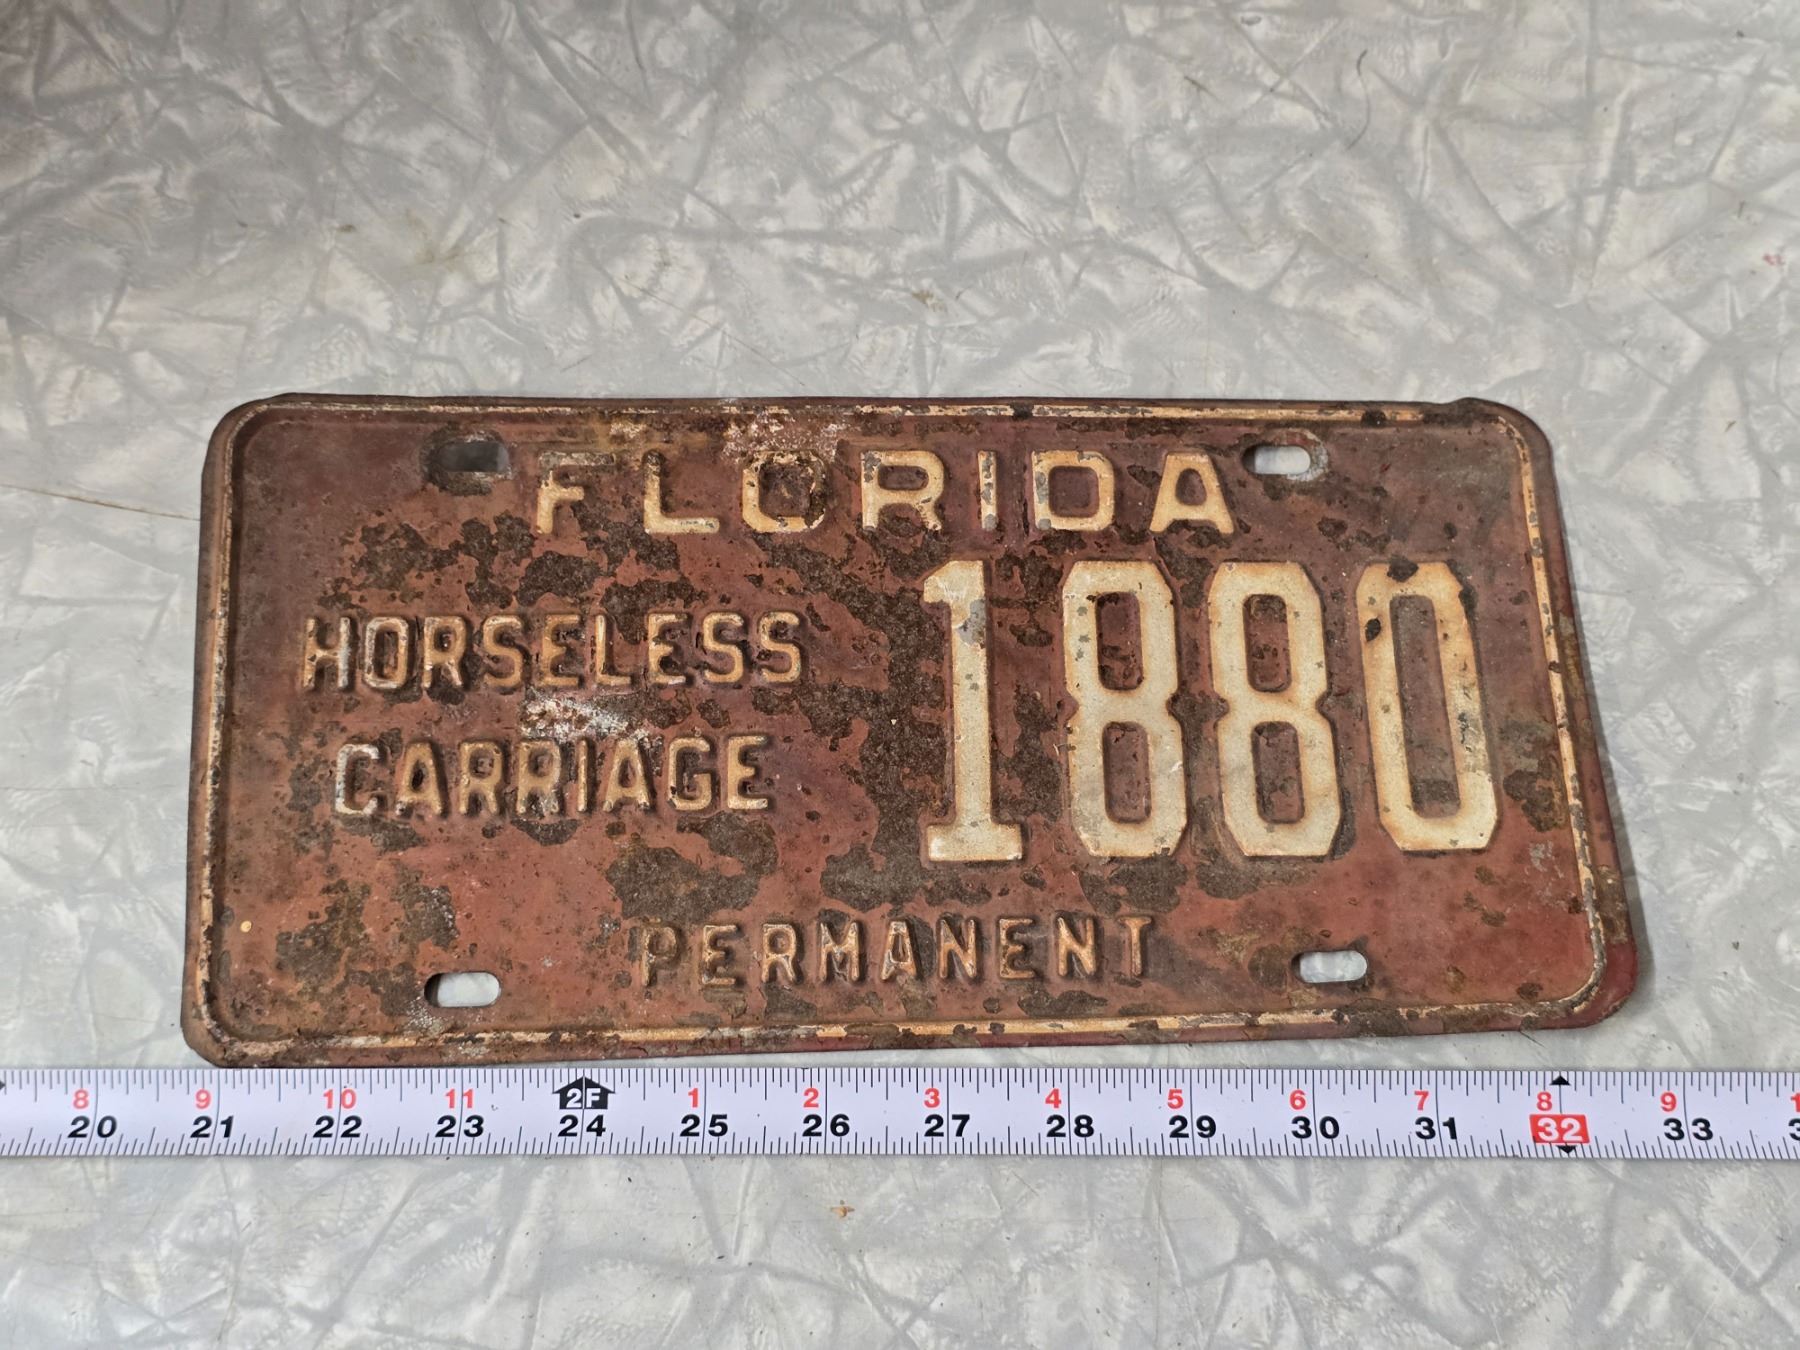 FLORIDA
HORSELESS
CARRIAGE
1880
PERMANENT
8 9 10 11 2F 1 2 3 4 5 6 7 8 9
20 21 22 23 24 25 26 27 28 29 30 31 32 33